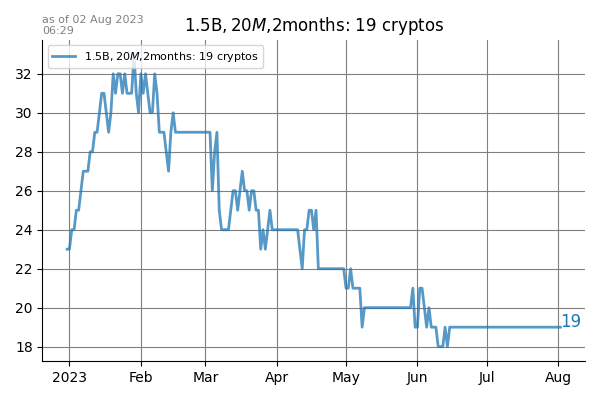 as of 02 Aug 2023
06:29
1.5B, 20M,2months: 19 cryptos
1.5B, 20M,2months: 19 cryptos
32
30
28
26
24
22
20
18
19
2023 Feb Mar Apr May Jun Jul Aug